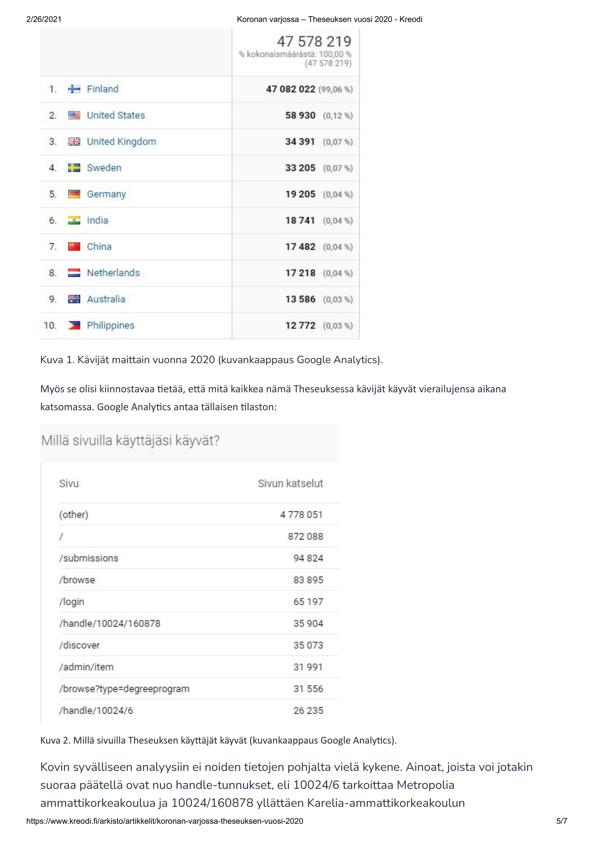 2/26/2021 Koronan varjossa – Theseuksen vuosi 2020 - Kreodi
47 578 219
% kokonaismäärästä: 100,00 %
(47 578 219)
1. Finland 47 082 022 (99,06 %)
2. United States 58 930 (0,12 %)
3. United Kingdom 34 391 (0,07 %)
4. Sweden 33 205 (0,07 %)
5. Germany 19 205 (0,04 %)
6. India 18 741 (0,04 %)
7. China 17 482 (0,04 %)
8. Netherlands 17 218 (0,04 %)
9. Australia 13 586 (0,03 %)
10. Philippines 12 772 (0,03 %)
Kuva 1. Kävijät maittain vuonna 2020 (kuvankaappaus Google Analytics).
Myös se olisi kiinnostavaa tietää, että mitä kaikkea nämä Theseuksessa kävijät käyvät vierailujensa aikana
katsomassa. Google Analytics antaa tällaisen tilaston:
Millä sivuilla käyttäjäsi käyvät?
Sivu Sivun katselut
(other) 4 778 051
/ 872 088
/submissions 94 824
/browse 83 895
/login 65 197
/handle/10024/160878 35 904
/discover 35 073
/admin/item 31 991
/browse?type=degreeprogram 31 556
/handle/10024/6 26 235
Kuva 2. Millä sivuilla Theseuksen käyttäjät käyvät (kuvankaappaus Google Analytics).
Kovin syvälliseen analyysiin ei noiden tietojen pohjalta vielä kykene. Ainoat, joista voi jotakin
suoraa päätellä ovat nuo handle-tunnukset, eli 10024/6 tarkoittaa Metropolia
ammattikorkeakoulua ja 10024/160878 yllättäen Karelia-ammattikorkeakoulun
https://www.kreodi.fi/arkisto/artikkelit/koronan-varjossa-theseuksen-vuosi-2020 5/7